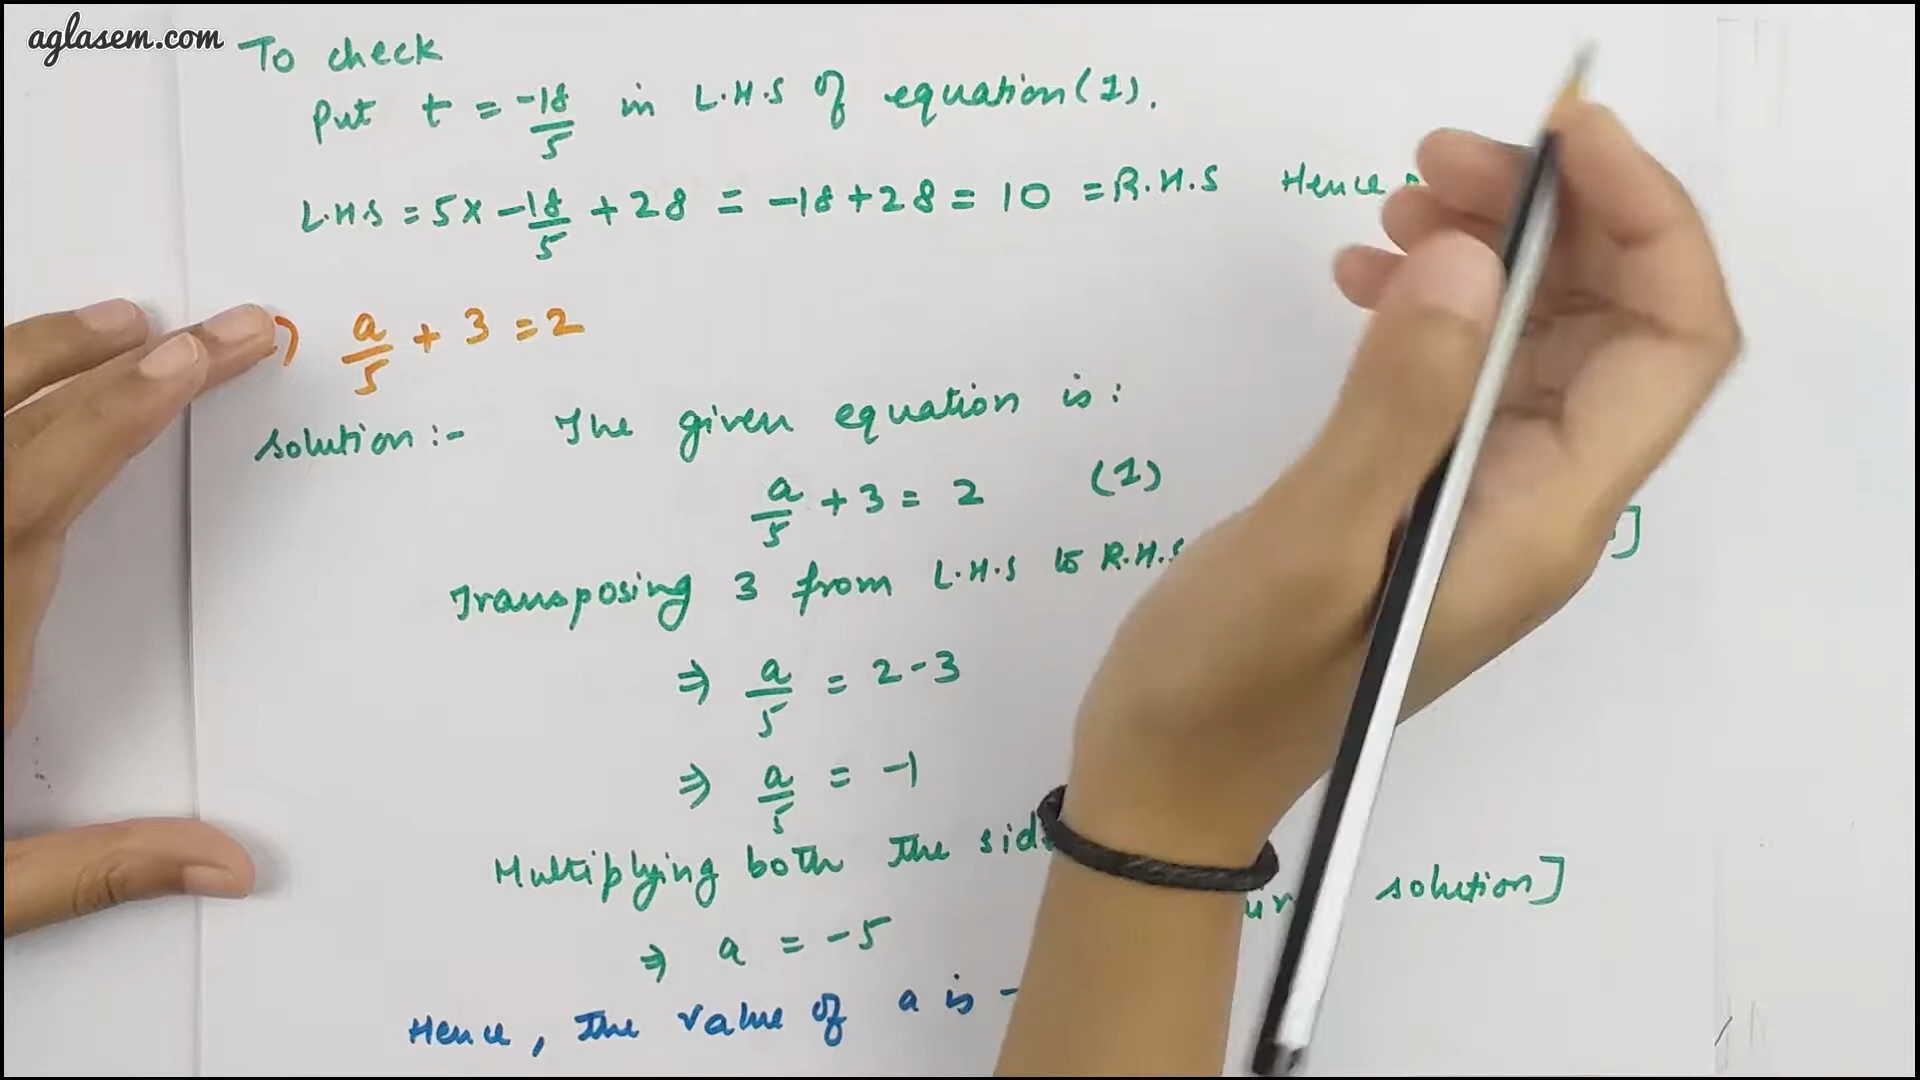 aglasem.com
To check
Put t = -18/5 in L.H.S of equation(1).
L.H.S = 5x -18/5 + 28 = -18+28 = 10 = R.H.S Hence
) a/5 + 3 = 2
solution:- The given equation is:
a/5 + 3 = 2 (1)
Transposing 3 from L.H.S to R.H.S ]
⇒ a/5 = 2-3
⇒ a/5 = -1
Multiplying both the solution]
⇒ a = -5
Hence, the value of a is -